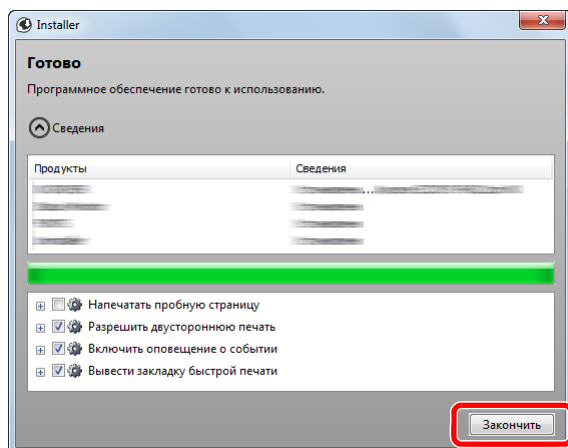 Installer
Готово
Программное обеспечение готово к использованию.
Сведения
Продукты Сведения
Напечатать пробную страницу
Разрешить двустороннюю печать
Включить оповещение о событии
Вывести закладку быстрой печати
Закончить